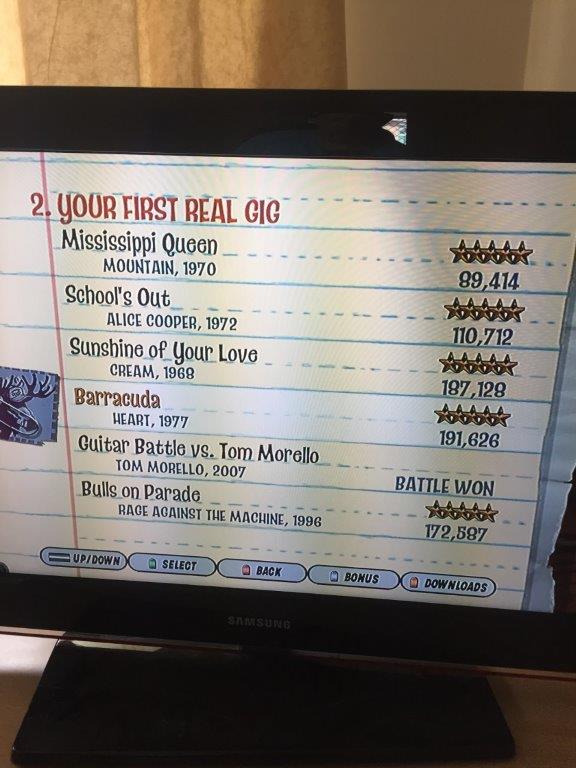 2. YOUR FIRST REAL GIG
Mississippi Queen
MOUNTAIN, 1970
89,414
School's Out
ALICE COOPER, 1972
110,712
Sunshine of Your Love
CREAM, 1968
187,128
Barracuda
HEART, 1977
191,626
Guitar Battle vs. Tom Morello
TOM MORELLO, 2007
BATTLE WON
Bulls on Parade
RAGE AGAINST THE MACHINE, 1996
172,587
UP/DOWN SELECT BACK BONUS DOWNLOADS
SAMSUNG